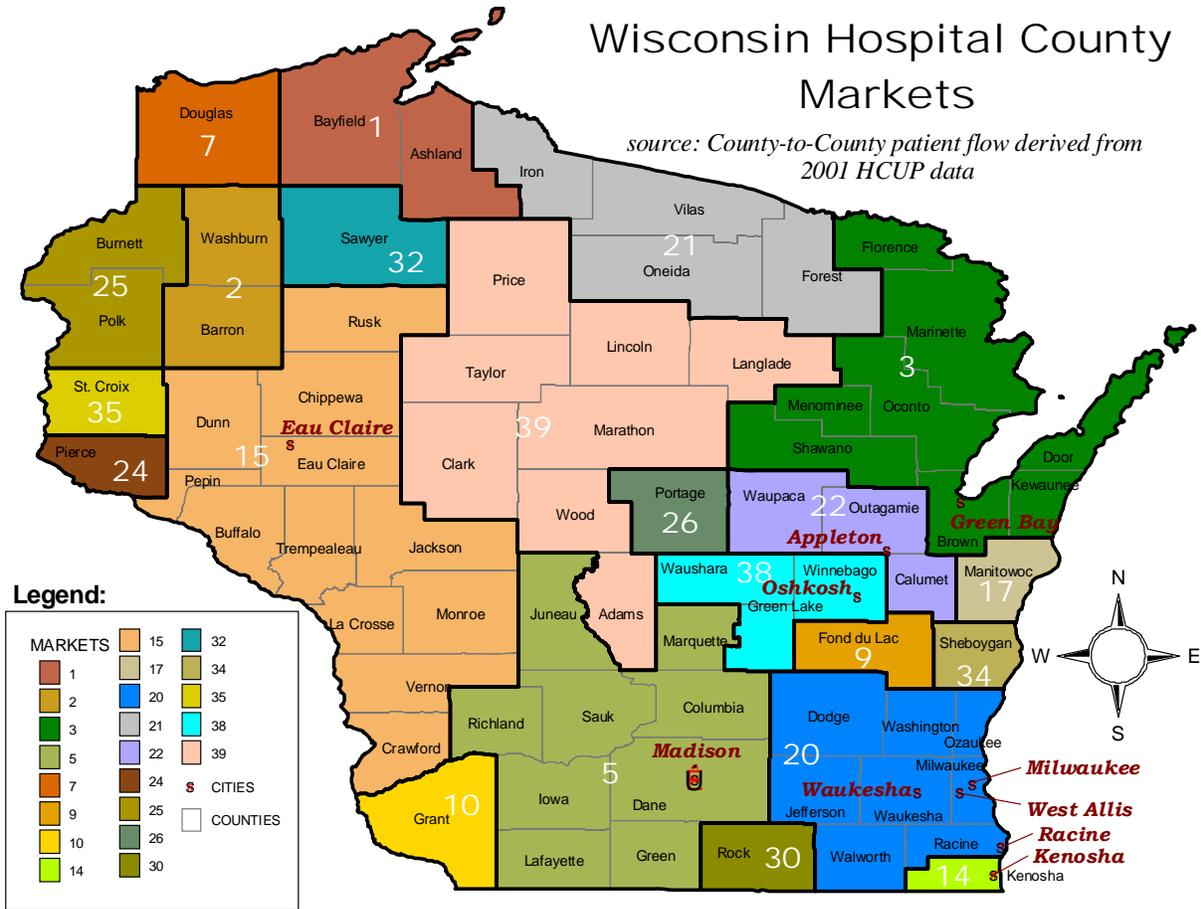 Wisconsin Hospital County
Markets
source: County-to-County patient flow derived from
2001 HCUP data
Douglas
7
Bayfield 1
Ashland
Iron
Vilas
21
Oneida
Forest
Florence
Burnett
25
Polk
Washburn
2
Barron
Sawyer
32
Price
Rusk
Marinette
3
Lincoln
Langlade
Taylor
St. Croix
35
Chippewa
Dunn
Eau Claire
s
15
Eau Claire
Menominee
Oconto
39
Marathon
Clark
Shawano
Pierce
24
Pepin
Door
Kewaunee
Portage
26
Waupaca
22
Outagamie
s
Green Bay
Brown
Wood
Buffalo
Trempealeau
Jackson
Appleton
s
Waushara
38
Winnebago
Oshkosh
s
Green Lake
Calumet
Manitowoc
17
Juneau
Adams
Monroe
La Crosse
Marquette
Fond du Lac
9
Sheboygan
34
Vernon
Richland
Sauk
Columbia
Dodge
Washington
Ozaukee
Crawford
Madison
5
20
Milwaukee
s
Milwaukee
Waukesha
s
s
West Allis
Iowa
Dane
Jefferson
Waukesha
Grant
10
Lafayette
Green
Rock
30
Walworth
Racine
s
Racine
Kenosha
14
s
Kenosha
N
W
E
S
Legend:
MARKETS
1
2
3
5
7
9
10
14
15
17
20
21
22
24
25
26
30
32
34
35
38
39
s CITIES
COUNTIES